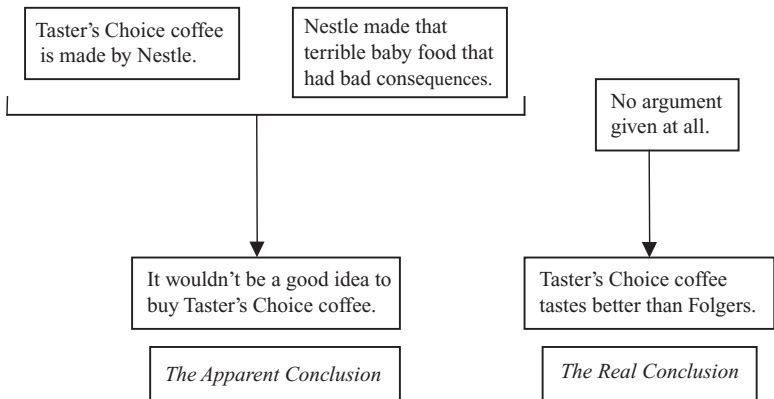 Taster’s Choice coffee
is made by Nestle.
Nestle made that
terrible baby food that
had bad consequences.
No argument
given at all.
It wouldn’t be a good idea to
buy Taster’s Choice coffee.
Taster’s Choice coffee
tastes better than Folgers.
The Apparent Conclusion
The Real Conclusion